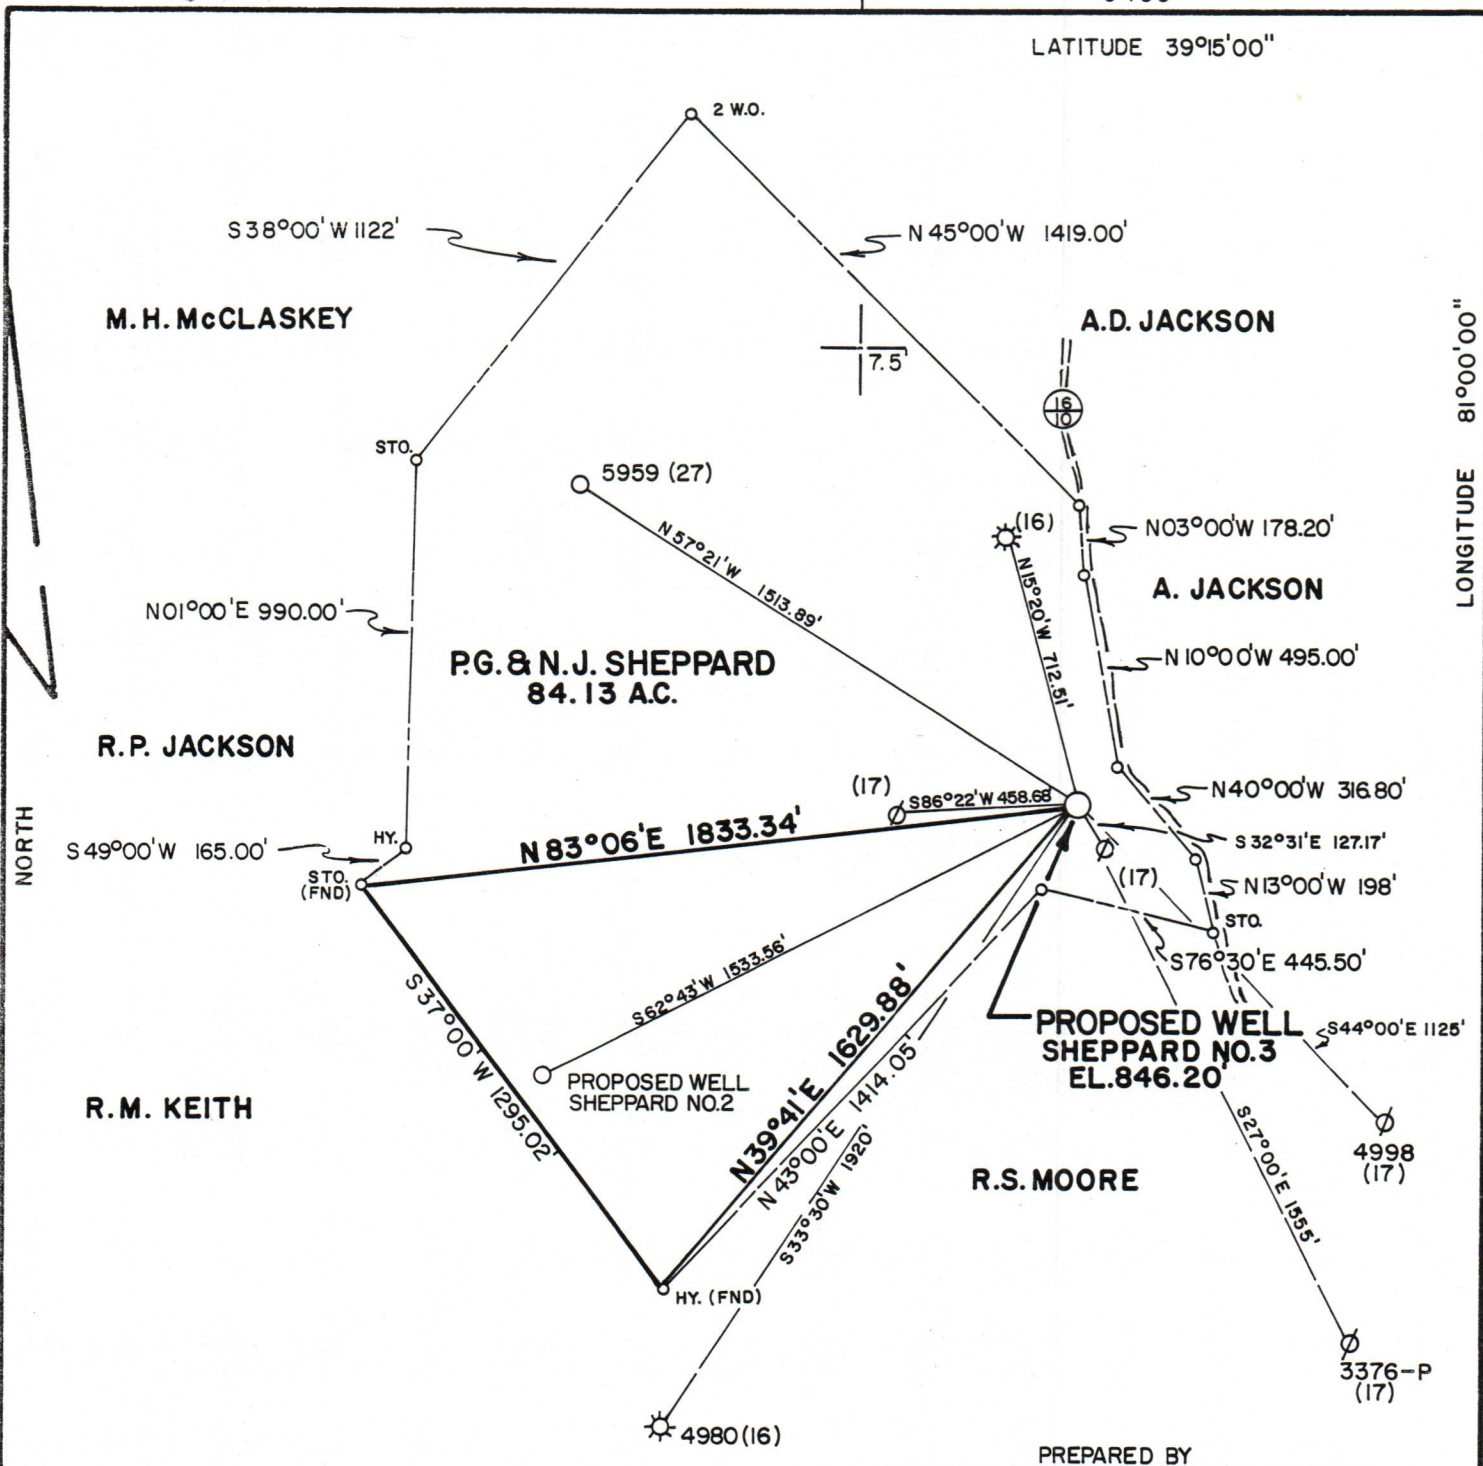 LATITUDE 39°15'00"
2 W.O.
S38°00'W 1122'
N 45°00'W 1419.00'
M.H. McCLASKEY
A.D. JACKSON
7.5'
LONGITUDE 81°00'00"
16
10
STO.
5959 (27)
(16)
N03°00'W 178.20'
N 57°21'W 1513.89'
N15°20'W 712.51'
A. JACKSON
N01°00'E 990.00'
P.G. & N.J. SHEPPARD
84.13 A.C.
N 10°00'W 495.00'
R.P. JACKSON
(17)
S86°22'W 458.68'
N40°00'W 316.80'
NORTH
HY.
N 83°06'E 1833.34'
S 32°31'E 127.17'
S 49°00'W 165.00'
STO.
(FND)
(17)
N13°00'W 198'
STO.
S76°30'E 445.50'
S62°43'W 1533.56'
S 37°00'W 1295.02'
N39°41'E 1629.88'
PROPOSED WELL
SHEPPARD NO.3
EL.846.20'
S44°00'E 1125'
PROPOSED WELL
SHEPPARD NO.2
N 43°00'E 1414.05'
R.M. KEITH
S33°30'W 1920'
R.S. MOORE
S27°00'E 1555'
4998
(17)
HY. (FND)
3376-P
(17)
4980 (16)
PREPARED BY